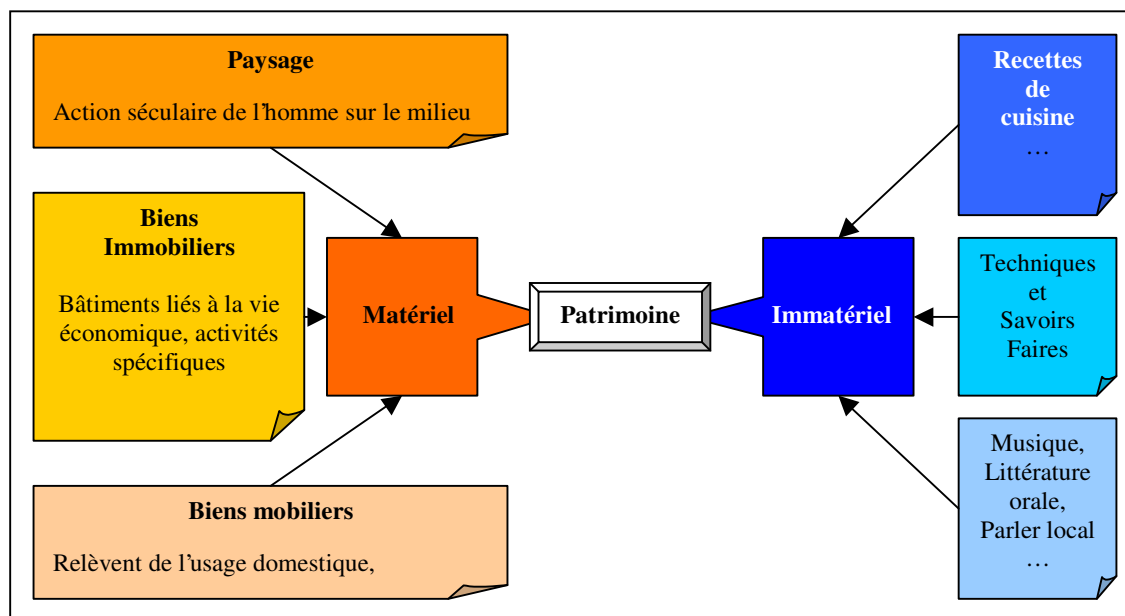 Paysage
Action séculaire de l'homme sur le milieu
Biens
Immobiliers
Bâtiments liés à la vie
économique, activités
spécifiques
Biens mobiliers
Relèvent de l'usage domestique,
Matériel
Patrimoine
Immatériel
Recettes
de
cuisine
…
Techniques
et
Savoirs
Faires
Musique,
Littérature
orale,
Parler local
…